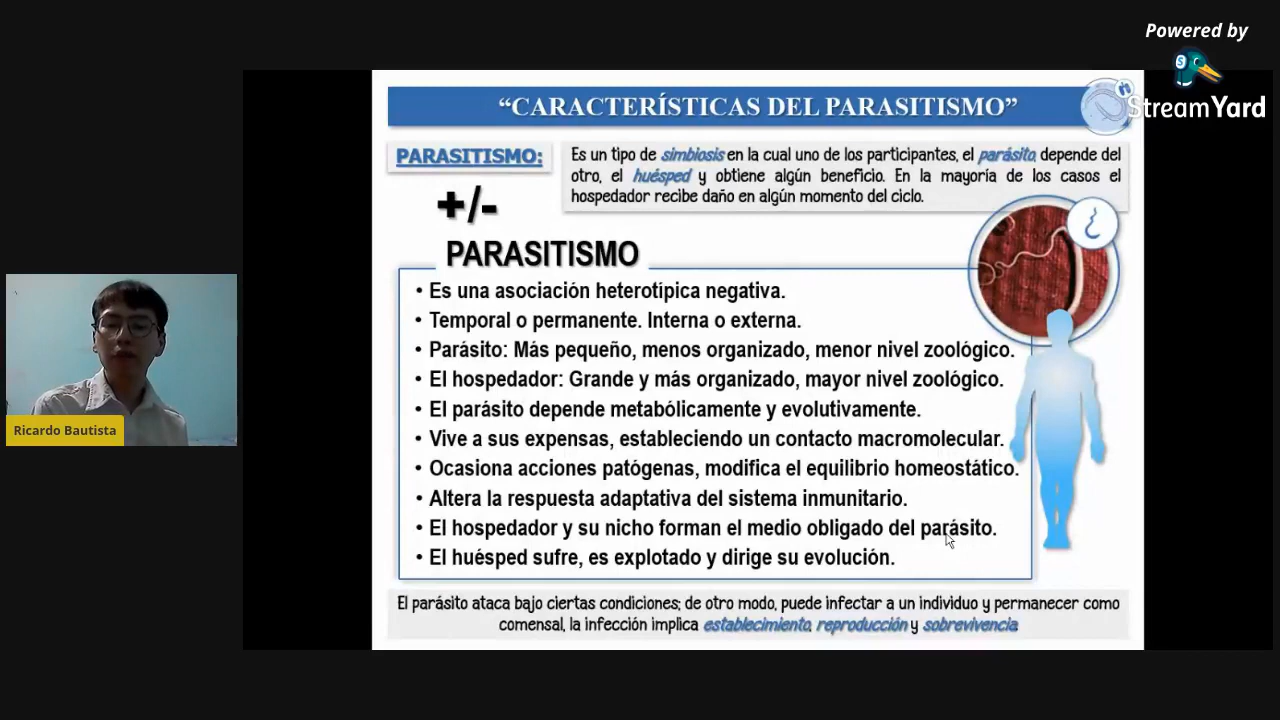 Powered by
StreamYard
“CARACTERÍSTICAS DEL PARASITISMO”
PARASITISMO:
Es un tipo de simbiosis en la cual uno de los participantes, el parásito, depende del
otro, el huésped y obtiene algún beneficio. En la mayoría de los casos el
hospedador recibe daño en algún momento del ciclo.
+/-
PARASITISMO
• Es una asociación heterotípica negativa.
• Temporal o permanente. Interna o externa.
• Parásito: Más pequeño, menos organizado, menor nivel zoológico.
• El hospedador: Grande y más organizado, mayor nivel zoológico.
• El parásito depende metabólicamente y evolutivamente.
• Vive a sus expensas, estableciendo un contacto macromolecular.
• Ocasiona acciones patógenas, modifica el equilibrio homeostático.
• Altera la respuesta adaptativa del sistema inmunitario.
• El hospedador y su nicho forman el medio obligado del parásito.
• El huésped sufre, es explotado y dirige su evolución.
El parásito ataca bajo ciertas condiciones; de otro modo, puede infectar a un individuo y permanecer como
comensal, la infección implica establecimiento, reproducción y sobrevivencia.
Ricardo Bautista